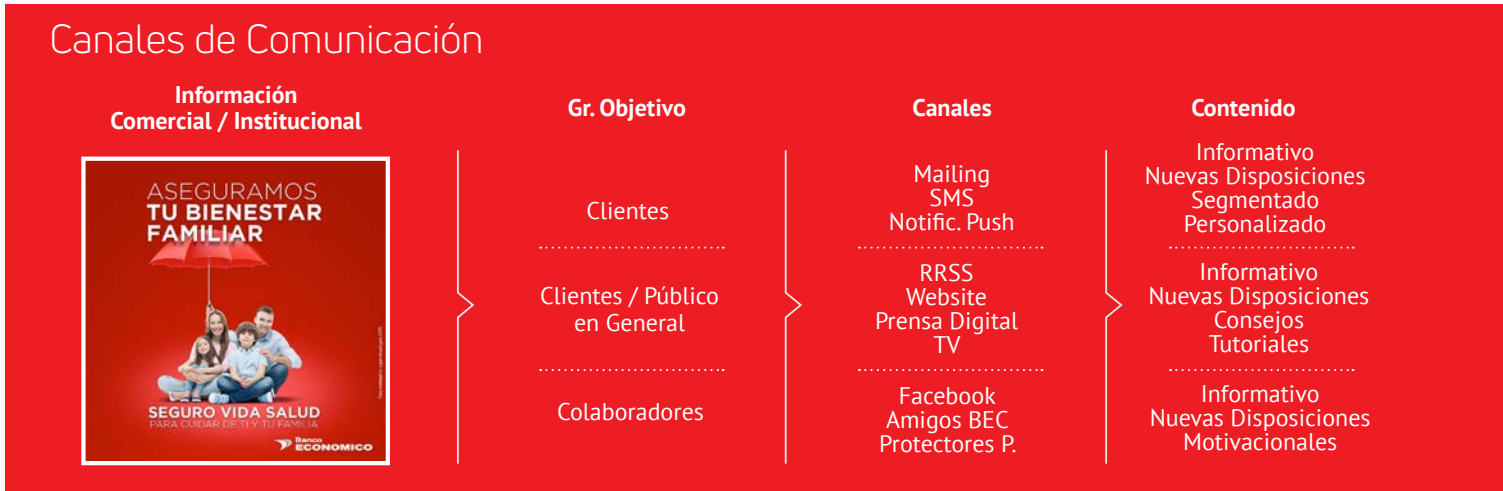 Canales de Comunicación
Información
Comercial / Institucional
Gr. Objetivo
Canales
Contenido
ASEGURAMOS
TU BIENESTAR
FAMILIAR
SEGURO VIDA SALUD
PARA CUIDAR DE TI Y TU FAMILIA
Banco
ECONOMICO
Clientes
Mailing
SMS
Notific. Push
Informativo
Nuevas Disposiciones
Segmentado
Personalizado
Clientes / Público
en General
RRSS
Website
Prensa Digital
TV
Informativo
Nuevas Disposiciones
Consejos
Tutoriales
Colaboradores
Facebook
Amigos BEC
Protectores P.
Informativo
Nuevas Disposiciones
Motivacionales